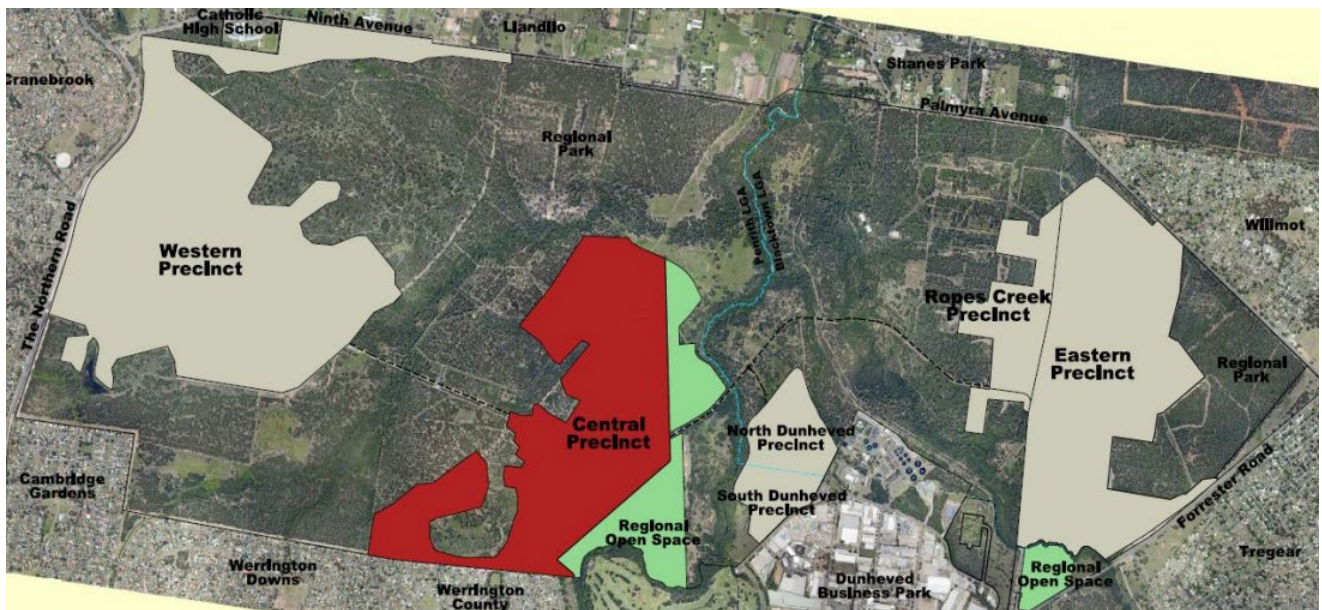 Catholic
High School
Ninth Avenue
Llandilo
Shanes Park
Cranebrook
Palmyra Avenue
Regional
Park
Penrith LGA
Blacktown LGA
Willmot
The Northern Road
Western
Precinct
Ropes Creek
Precinct
Eastern
Precinct
Regional
Park
Central
Precinct
North Dunheved
Precinct
Cambridge
Gardens
South Dunheved
Precinct
Forrester Road
Regional
Open Space
Tregear
Werrington
Downs
Werrington
County
Dunheved
Business Park
Regional
Open Space